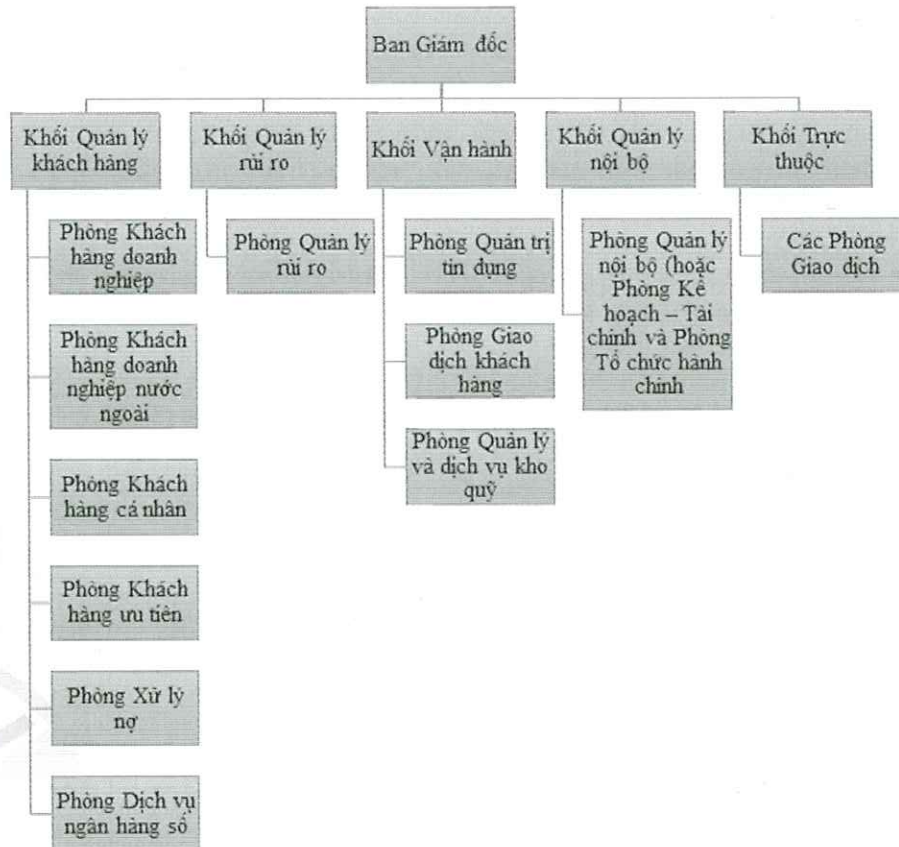 Ban Giám đốc
Khối Quản lý
khách hàng
Khối Quản lý
rủi ro
Khối Vận hành
Khối Quản lý
nội bộ
Khối Trực
thuộc
Phòng Khách
hàng doanh
nghiệp
Phòng Khách
hàng doanh
nghiệp nước
ngoài
Phòng Khách
hàng cá nhân
Phòng Khách
hàng ưu tiên
Phòng Xử lý
nợ
Phòng Dịch vụ
ngân hàng số
Phòng Quản lý
rủi ro
Phòng Quản trị
tín dụng
Phòng Giao
dịch khách
hàng
Phòng Quản lý
và dịch vụ kho
quỹ
Phòng Quản lý
nội bộ (hoặc
Phòng Kế
hoạch – Tài
chính và Phòng
Tổ chức hành
chính
Các Phòng
Giao dịch